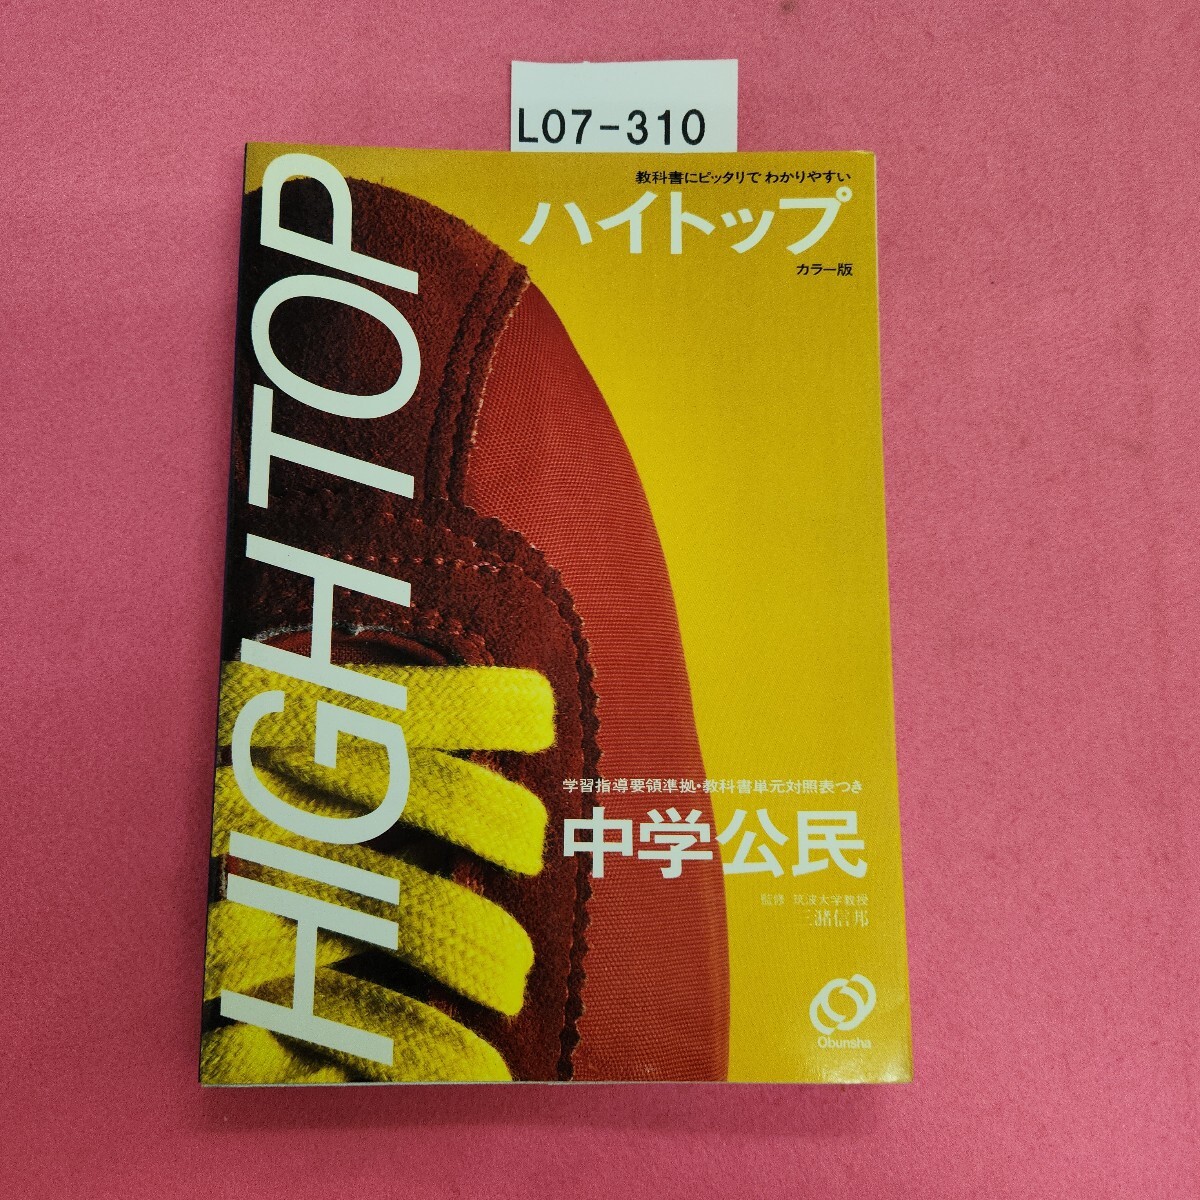 L07-310
教科書にピッタリで わかりやすい
ハイトップ
カラー版
HIGH TOP
学習指導要領準拠・教科書単元対照表つき
中学公民
監修 筑波大学教授
三潴信邦
Obunsha